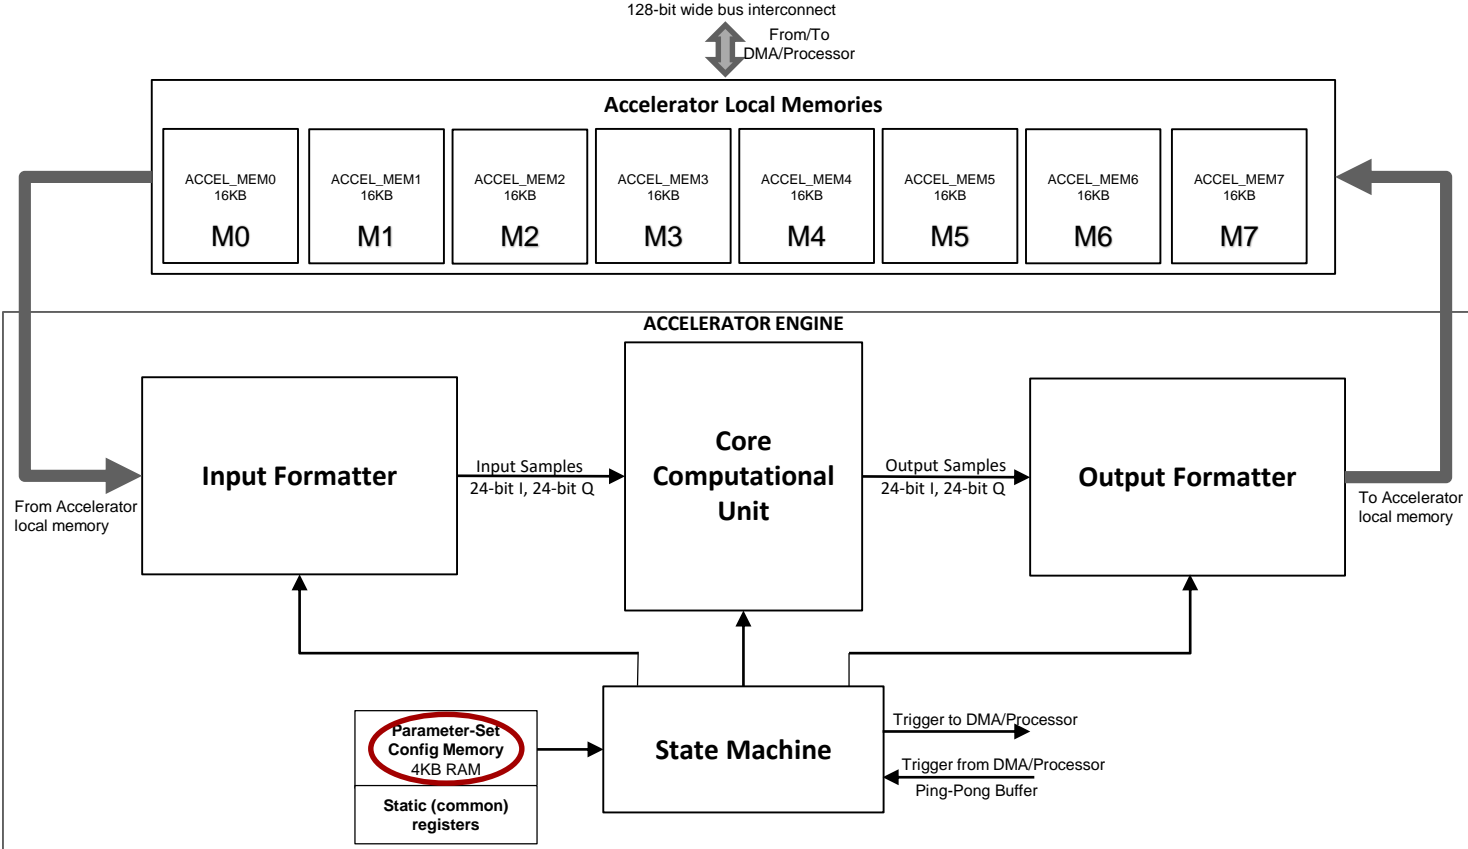 128-bit wide bus interconnect
From/To
DMA/Processor
Accelerator Local Memories
ACCEL_MEM0
16KB
M0
ACCEL_MEM1
16KB
M1
ACCEL_MEM2
16KB
M2
ACCEL_MEM3
16KB
M3
ACCEL_MEM4
16KB
M4
ACCEL_MEM5
16KB
M5
ACCEL_MEM6
16KB
M6
ACCEL_MEM7
16KB
M7
ACCELERATOR ENGINE
Input Formatter
Input Samples
24-bit I, 24-bit Q
Core
Computational
Unit
Output Samples
24-bit I, 24-bit Q
Output Formatter
From Accelerator
local memory
To Accelerator
local memory
Parameter-Set
Config Memory
4KB RAM
Static (common)
registers
State Machine
Trigger to DMA/Processor
Trigger from DMA/Processor
Ping-Pong Buffer